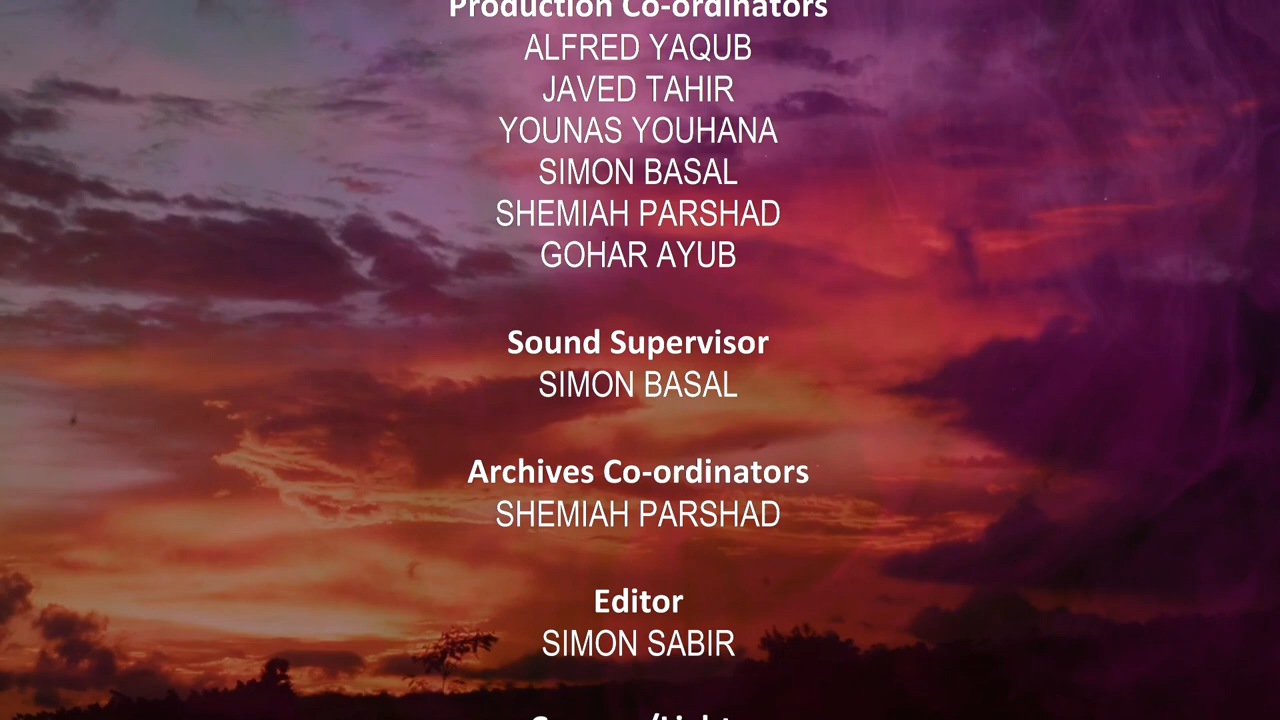 Production Co-ordinators
ALFRED YAQUB
JAVED TAHIR
YOUNAS YOUHANA
SIMON BASAL
SHEMIAH PARSHAD
GOHAR AYUB
Sound Supervisor
SIMON BASAL
Archives Co-ordinators
SHEMIAH PARSHAD
Editor
SIMON SABIR